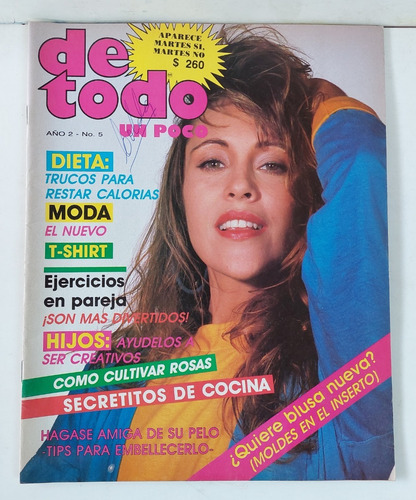 de
todo
UN POCO
APARECE
MARTES SI,
MARTES NO
$ 260
AÑO 2 - No. 5
DIETA:
TRUCOS PARA
RESTAR CALORIAS
MODA
EL NUEVO
T-SHIRT
Ejercicios
en pareja
¡SON MAS DIVERTIDOS!
HIJOS: AYUDELOS A
SER CREATIVOS
COMO CULTIVAR ROSAS
SECRETITOS DE COCINA
HAGASE AMIGA DE SU PELO
-TIPS PARA EMBELLECERLO-
¿Quiere blusa nueva?
(MOLDES EN EL INSERTO)